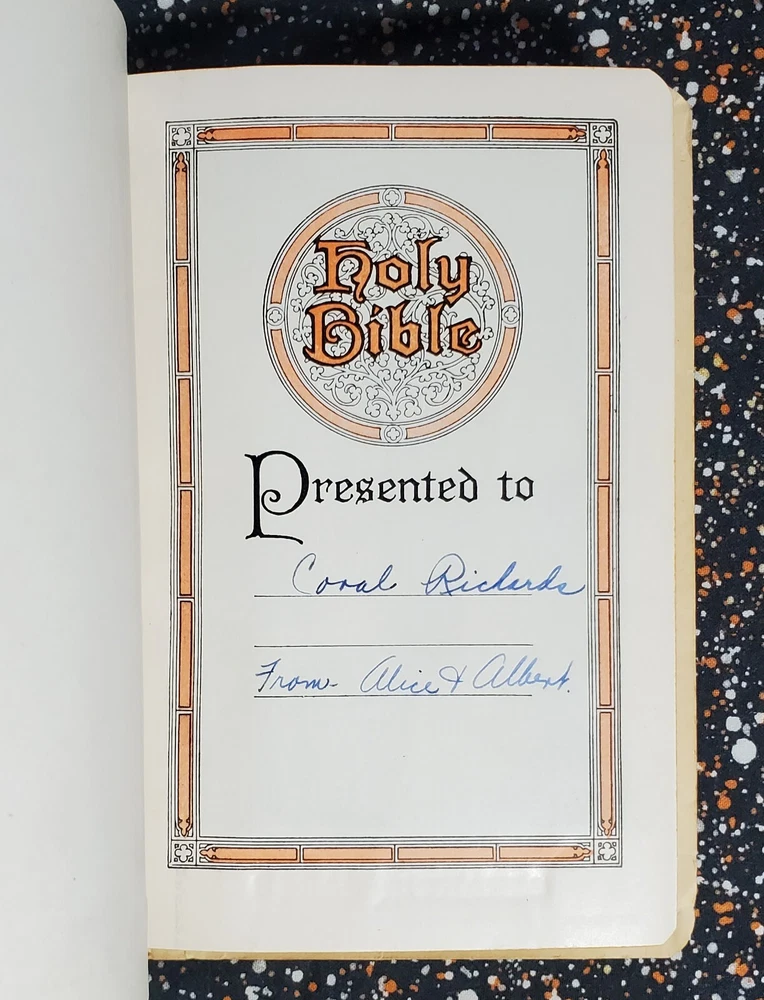 Holy
Bible
Presented to
Coral Richards
From- Alice & Albert.